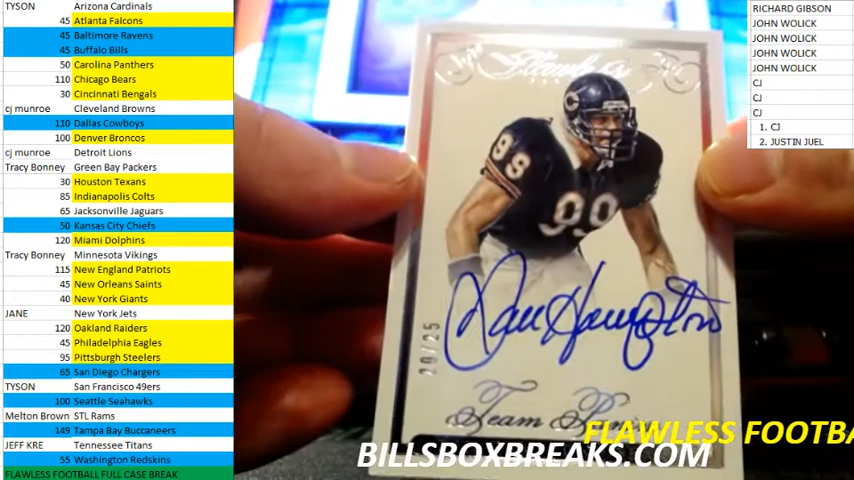 TYSON Arizona Cardinals
45 Atlanta Falcons
45 Baltimore Ravens
45 Buffalo Bills
50 Carolina Panthers
110 Chicago Bears
30 Cincinnati Bengals
cj munroe Cleveland Browns
110 Dallas Cowboys
100 Denver Broncos
cj munroe Detroit Lions
Tracy Bonney Green Bay Packers
30 Houston Texans
85 Indianapolis Colts
65 Jacksonville Jaguars
50 Kansas City Chiefs
120 Miami Dolphins
Tracy Bonney Minnesota Vikings
115 New England Patriots
45 New Orleans Saints
40 New York Giants
JANE New York Jets
120 Oakland Raiders
45 Philadelphia Eagles
95 Pittsburgh Steelers
65 San Diego Chargers
TYSON San Francisco 49ers
100 Seattle Seahawks
Melton Brown STL Rams
149 Tampa Bay Buccaneers
JEFF KRE Tennessee Titans
55 Washington Redskins
FLAWLESS FOOTBALL FULL CASE BREAK
Flawless
C
99
99
Dan Hampton
20/25
Team
FLAWLESS FOOTBA
BILLSBOXBREAKS.COM
RICHARD GIBSON
JOHN WOLICK
JOHN WOLICK
JOHN WOLICK
JOHN WOLICK
CJ
CJ
CJ
1. CJ
2. JUSTIN JUEL